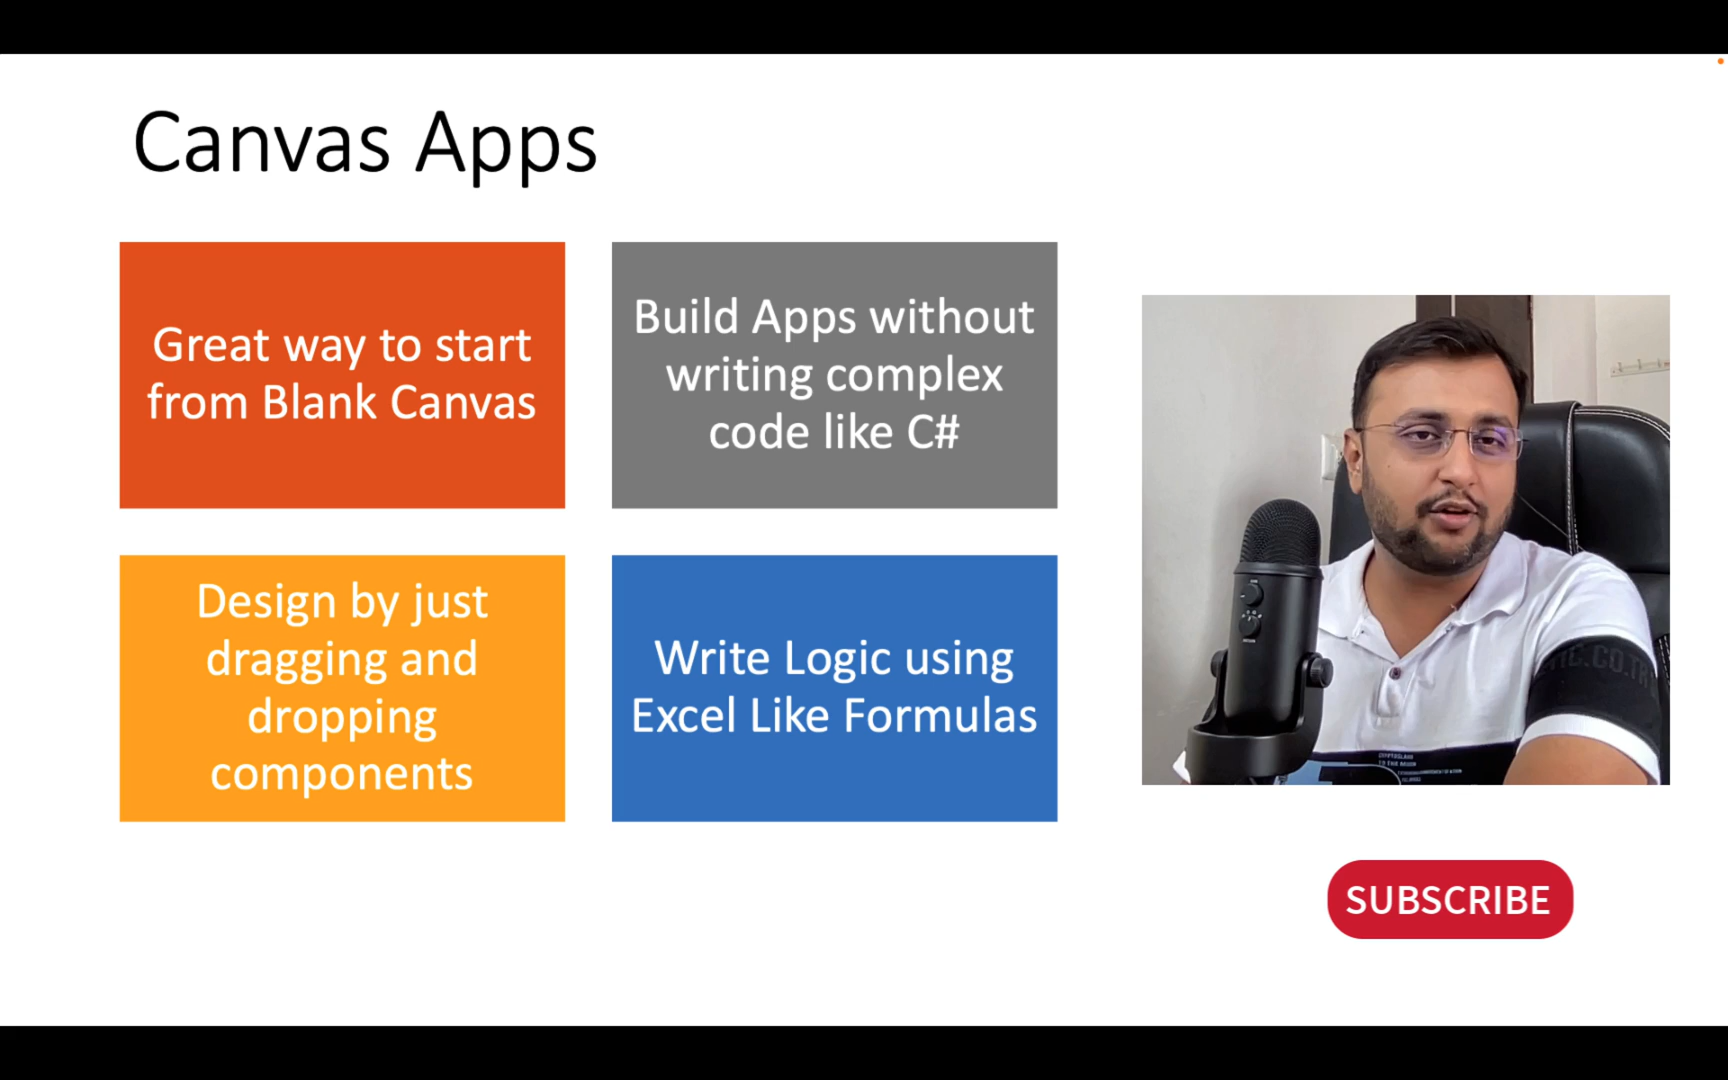 Canvas Apps
Great way to start
from Blank Canvas
Build Apps without
writing complex
code like C#
Design by just
dragging and
dropping
components
Write Logic using
Excel Like Formulas
SUBSCRIBE